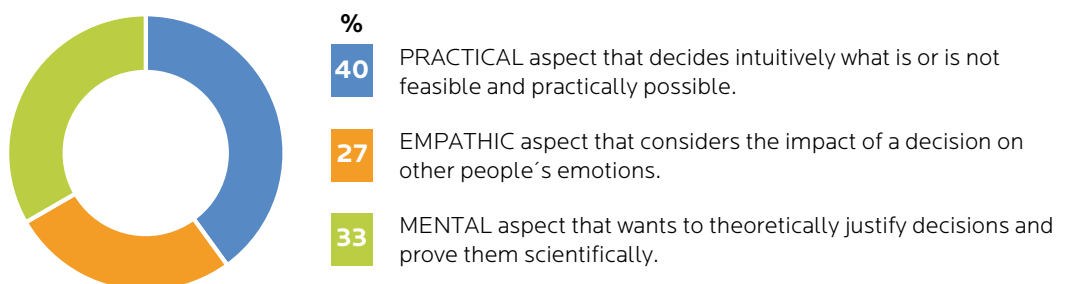 %
40 PRACTICAL aspect that decides intuitively what is or is not
feasible and practically possible.
27 EMPATHIC aspect that considers the impact of a decision on
other people´s emotions.
33 MENTAL aspect that wants to theoretically justify decisions and
prove them scientifically.